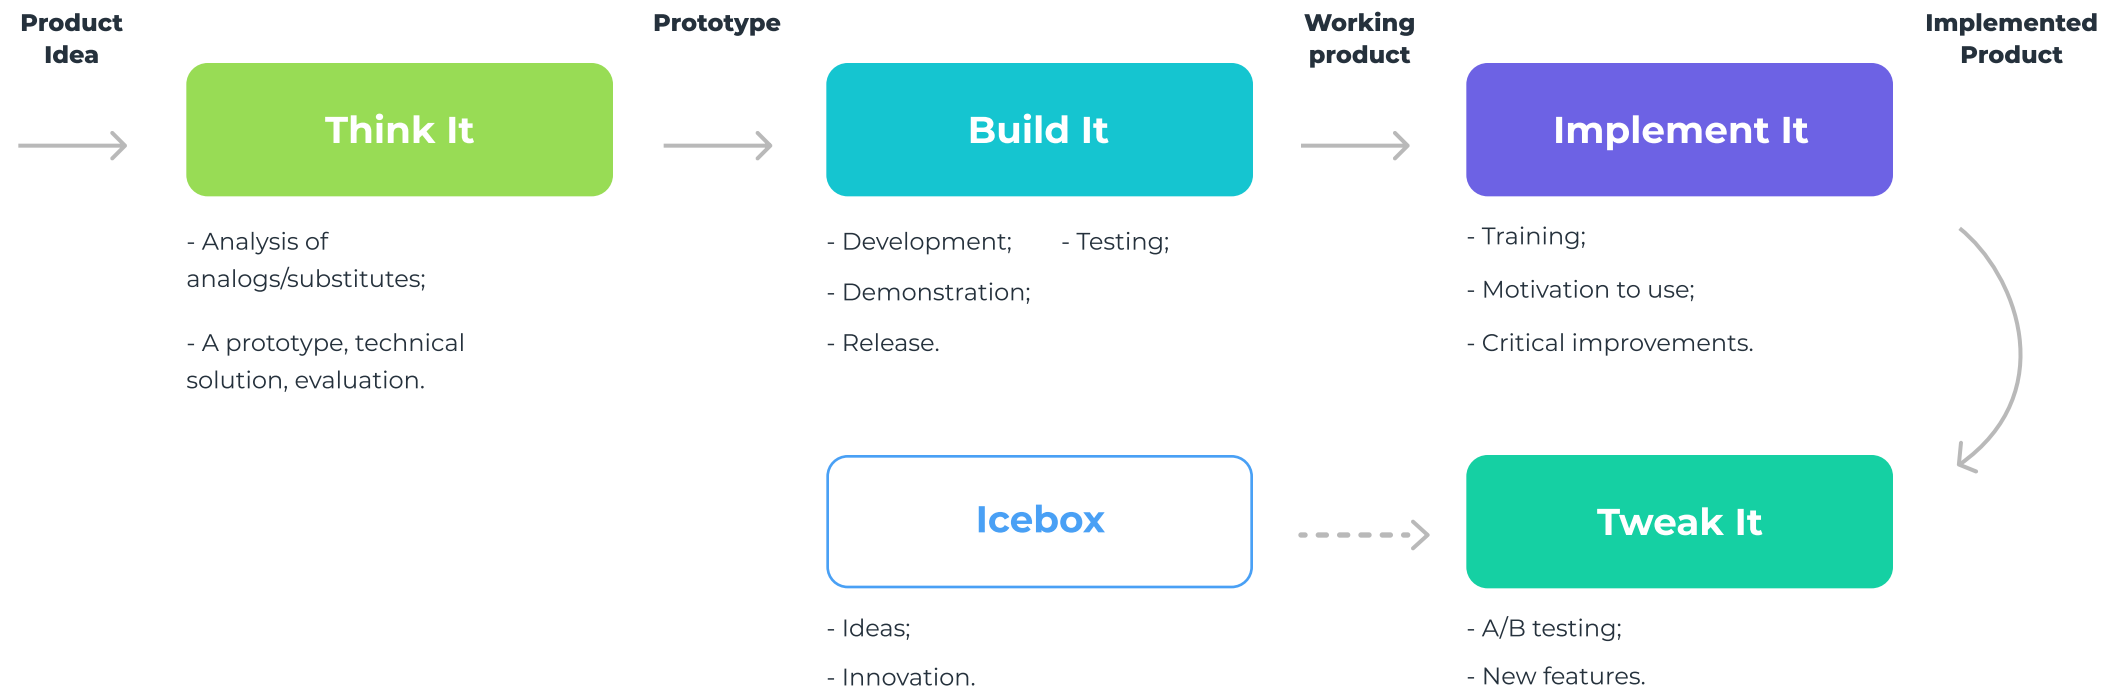 Product
Idea
Prototype
Working
product
Implemented
Product
Think It
Build It
Implement It
- Analysis of
analogs/substitutes;
- A prototype, technical
solution, evaluation.
- Development; - Testing;
- Demonstration;
- Release.
- Training;
- Motivation to use;
- Critical improvements.
Icebox
Tweak It
- Ideas;
- Innovation.
- A/B testing;
- New features.